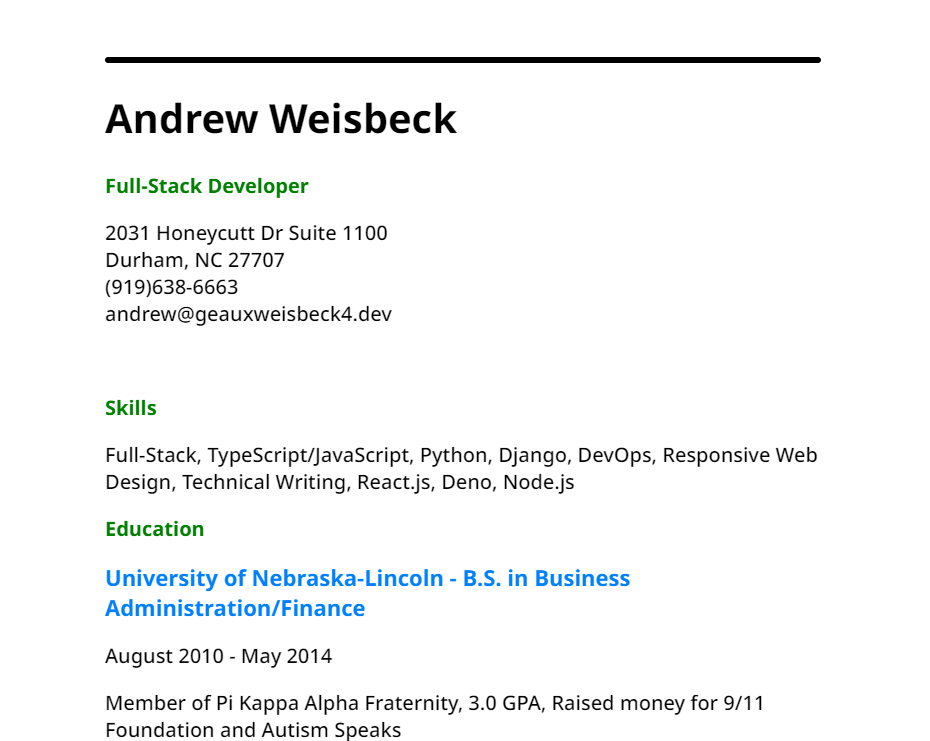 Andrew Weisbeck
Full-Stack Developer
2031 Honeycutt Dr Suite 1100
Durham, NC 27707
(919)638-6663
andrew@geauxweisbeck4.dev
Skills
Full-Stack, TypeScript/JavaScript, Python, Django, DevOps, Responsive Web
Design, Technical Writing, React.js, Deno, Node.js
Education
University of Nebraska-Lincoln - B.S. in Business
Administration/Finance
August 2010 - May 2014
Member of Pi Kappa Alpha Fraternity, 3.0 GPA, Raised money for 9/11
Foundation and Autism Speaks